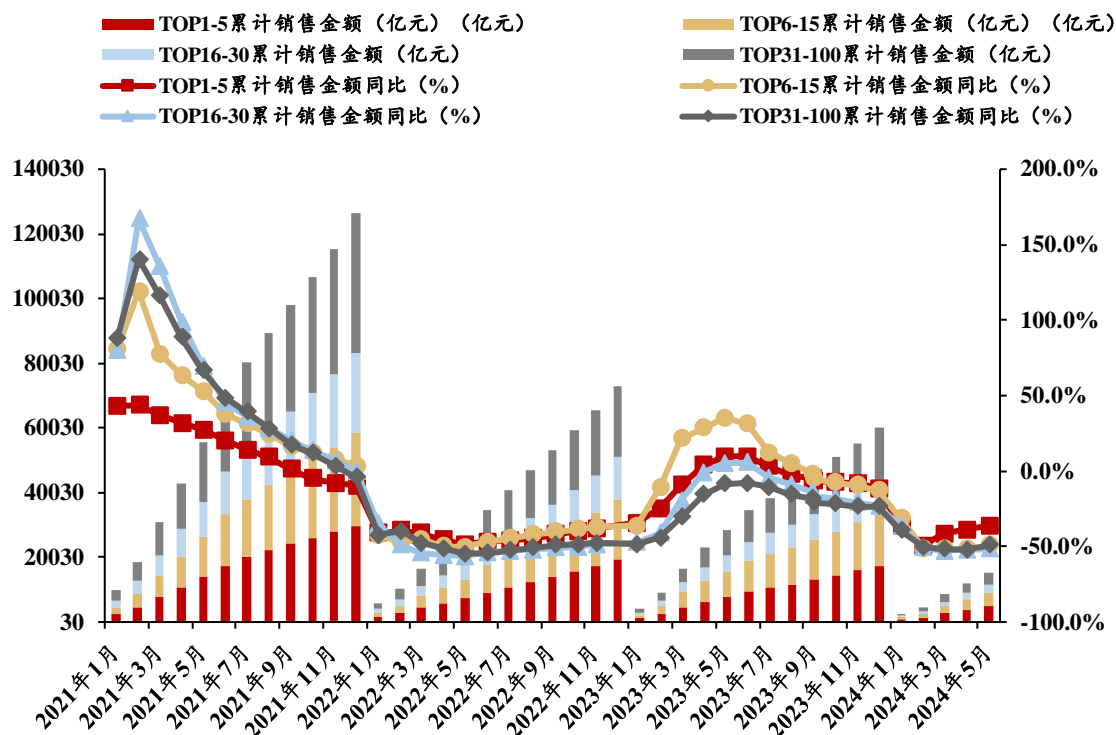 TOP1-5累计销售金额（亿元）（亿元）
TOP6-15累计销售金额（亿元）
TOP16-30累计销售金额（亿元）
TOP31-100累计销售金额（亿元）
TOP1-5累计销售金额同比（%）
TOP6-15累计销售金额同比（%）
TOP16-30累计销售金额同比（%）
TOP31-100累计销售金额同比（%）
140030
120030
100030
80030
60030
40030
20030
30
200.0%
150.0%
100.0%
50.0%
0.0%
-50.0%
-100.0%
2021年1月
2021年3月
2021年5月
2021年7月
2021年9月
2021年11月
2022年1月
2022年3月
2022年5月
2022年7月
2022年9月
2022年11月
2023年1月
2023年3月
2023年5月
2023年7月
2023年9月
2023年11月
2024年1月
2024年3月
2024年5月